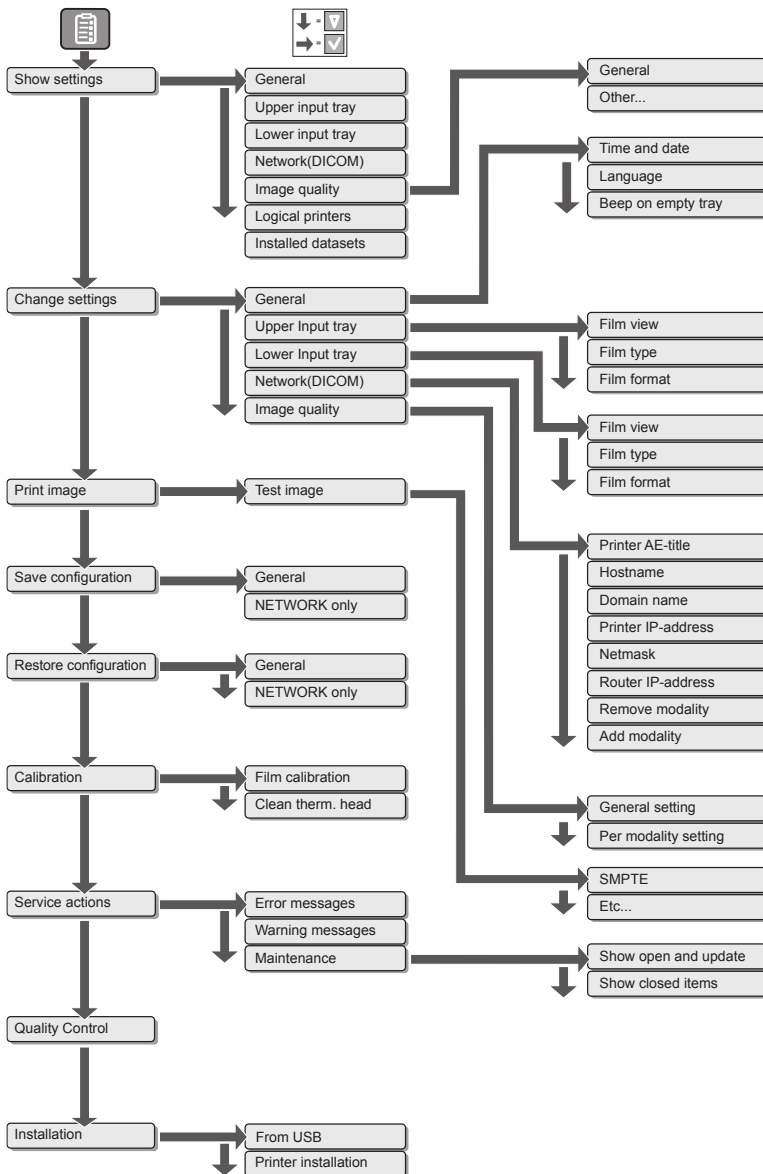 Show settings
General
Upper input tray
Lower input tray
Network(DICOM)
Image quality
Logical printers
Installed datasets
General
Other...
Change settings
General
Upper Input tray
Lower Input tray
Network(DICOM)
Image quality
Time and date
Language
Beep on empty tray
Film view
Film type
Film format
Film view
Film type
Film format
Printer AE-title
Hostname
Domain name
Printer IP-address
Netmask
Router IP-address
Remove modality
Add modality
General setting
Per modality setting
Print image
Test image
SMPTE
Etc...
Save configuration
General
NETWORK only
Restore configuration
General
NETWORK only
Calibration
Film calibration
Clean therm. head
Service actions
Error messages
Warning messages
Maintenance
Show open and update
Show closed items
Quality Control
Installation
From USB
Printer installation